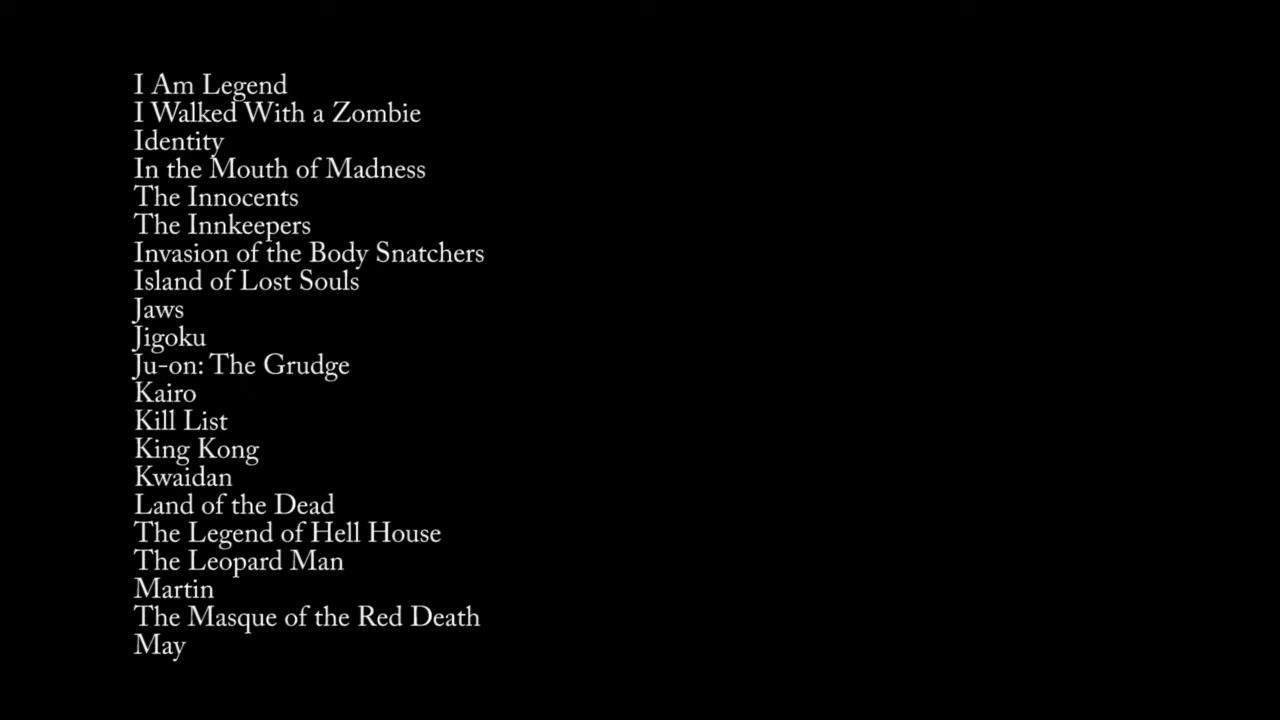 I Am Legend
I Walked With a Zombie
Identity
In the Mouth of Madness
The Innocents
The Innkeepers
Invasion of the Body Snatchers
Island of Lost Souls
Jaws
Jigoku
Ju-on: The Grudge
Kairo
Kill List
King Kong
Kwaidan
Land of the Dead
The Legend of Hell House
The Leopard Man
Martin
The Masque of the Red Death
May